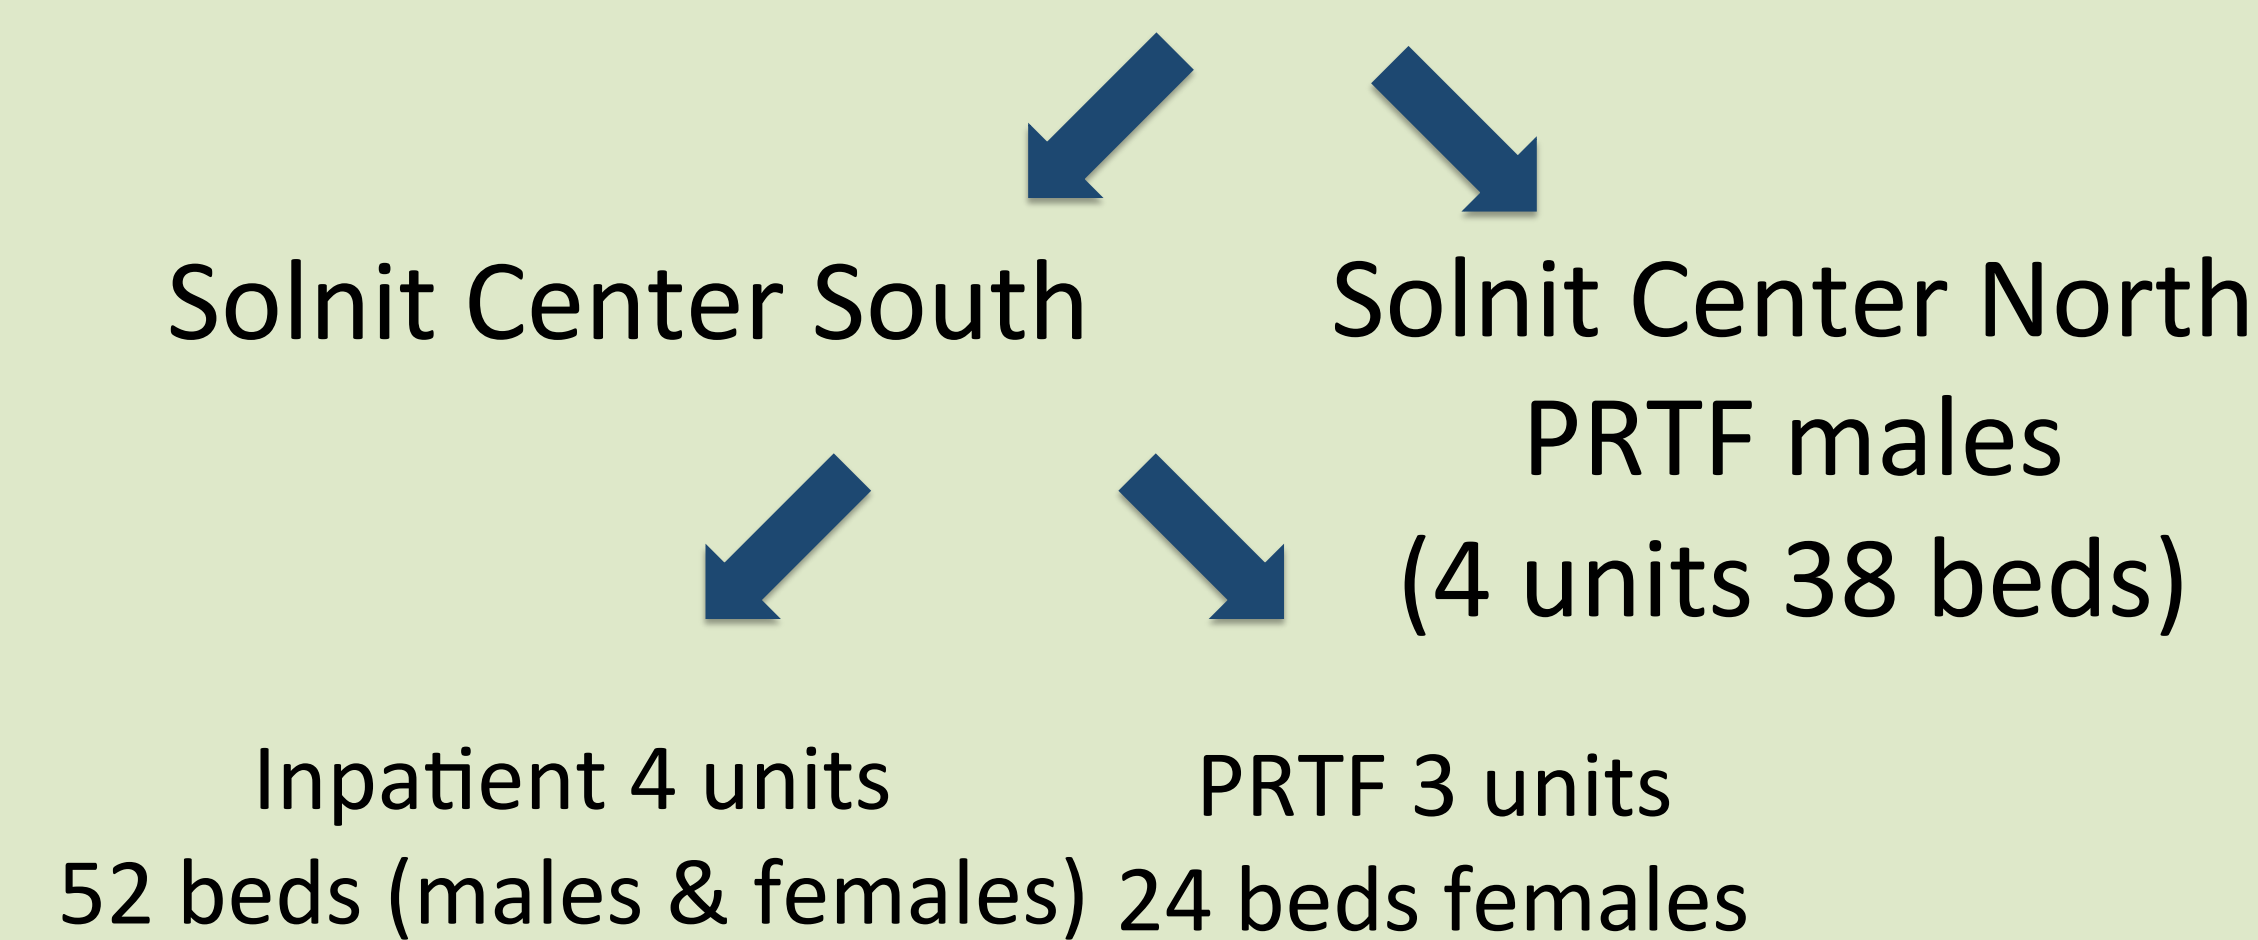 Solnit Center South
Solnit Center North
PRTF males
(4 units 38 beds)
Inpatient 4 units
52 beds (males & females)
PRTF 3 units
24 beds females